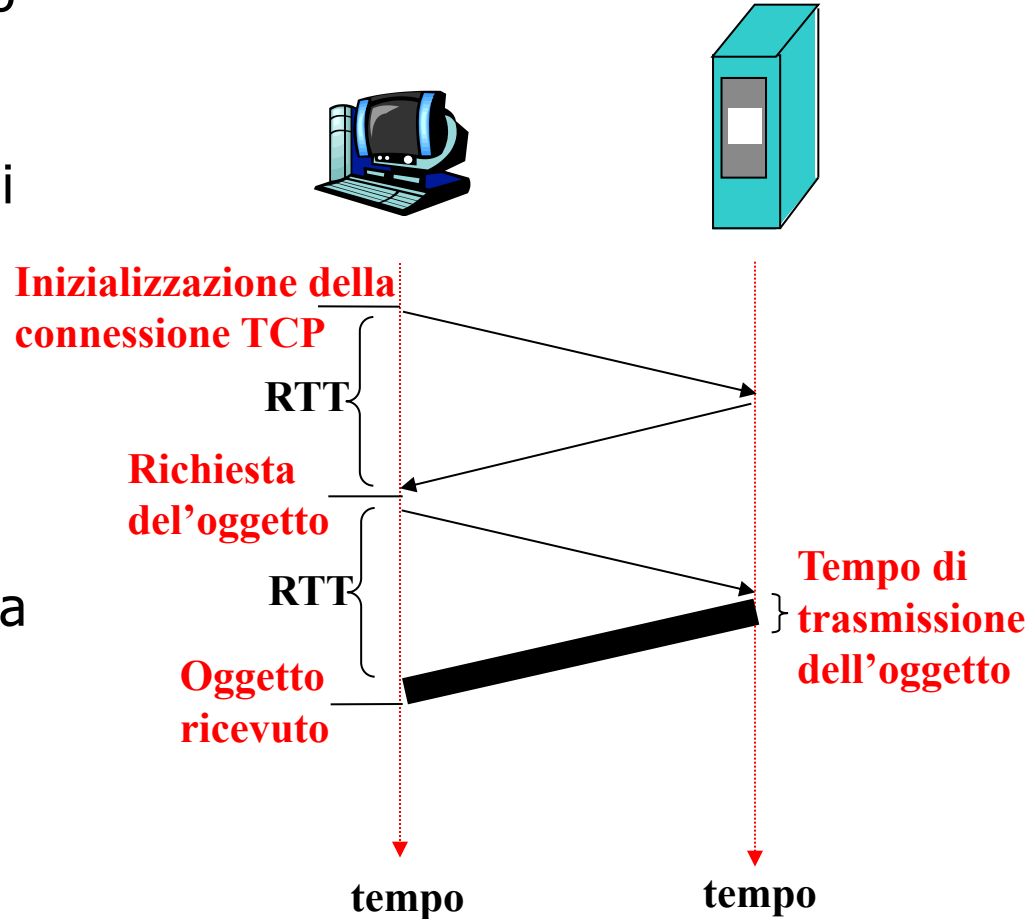 i
Inizializzazione della
connessione TCP
RTT
Richiesta
del’oggetto
RTT
a
Tempo di
trasmissione
dell’oggetto
Oggetto
ricevuto
tempo
tempo